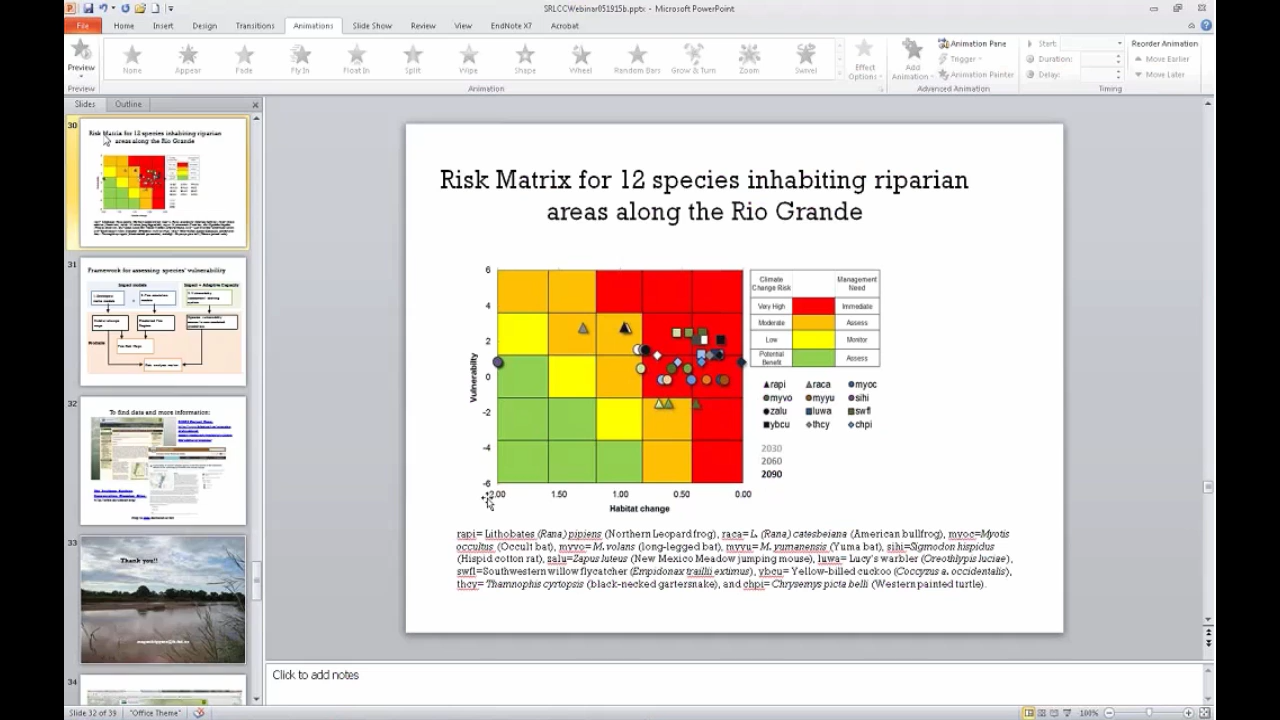 SRLCCWebinar051915b.pptx - Microsoft PowerPoint
File Home Insert Design Transitions Animations Slide Show Review View EndNote X7 Acrobat
Preview
Preview
None Appear Fade Fly In Float In Split Wipe Shape Wheel Random Bars Grow & Turn Zoom Swivel
Animation
Effect Options
Add Animation
Animation Pane
Trigger
Animation Painter
Advanced Animation
Start:
Duration:
Delay:
Timing
Reorder Animation
Move Earlier
Move Later
Slides Outline
30
Risk Matrix for 12 species inhabiting riparian
areas along the Rio Grande
31
Framework for assessing species' vulnerability
32
To find data and more information:
33
Thank you!!
34
Risk Matrix for 12 species inhabiting riparian
areas along the Rio Grande
Vulnerability
6
4
2
0
-2
-4
-6
-2.00 1.00 0.50 0.00
Habitat change
Climate Change Risk Management Need
Very High Immediate
Moderate Assess
Low Monitor
Potential Benefit Assess
rapi raca myoc
myvo myyu sihi
zalu luwa swfl
ybcu thcy chpi
2030
2060
2090
rapi= Lithobates (Rana) pipiens (Northern Leopard frog), raca= L. (Rana) catesbeiana (American bullfrog), myoc=Myotis
occultus (Occult bat), myvo= M. volans (long-legged bat), myyu= M. yumanensis (Yuma bat), sihi=Sigmodon hispidus
(Hispid cotton rat), zalu= Zapus luteus (New Mexico Meadow jumping mouse), luwa= Lucy's warbler (Oreothlypis luciae),
swfl=Southwestern willow flycatcher (Empidonax traillii extimus), ybcu= Yellow-billed cuckoo (Coccyzus a. occidentalis),
thcy= Thamnophis cyrtopsis (black-necked gartersnake), and chpi= Chrysemys picta belli (Western painted turtle).
Click to add notes
Slide 32 of 39 "Office Theme" 100%